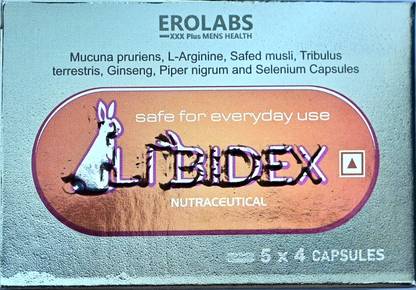 EROLABS
XXX Plus MENS HEALTH
Mucuna pruriens, L-Arginine, Safed musli, Tribulus
terrestris, Ginseng, Piper nigrum and Selenium Capsules
safe for everyday use
LIBIDEX
NUTRACEUTICAL
5 x 4 CAPSULES